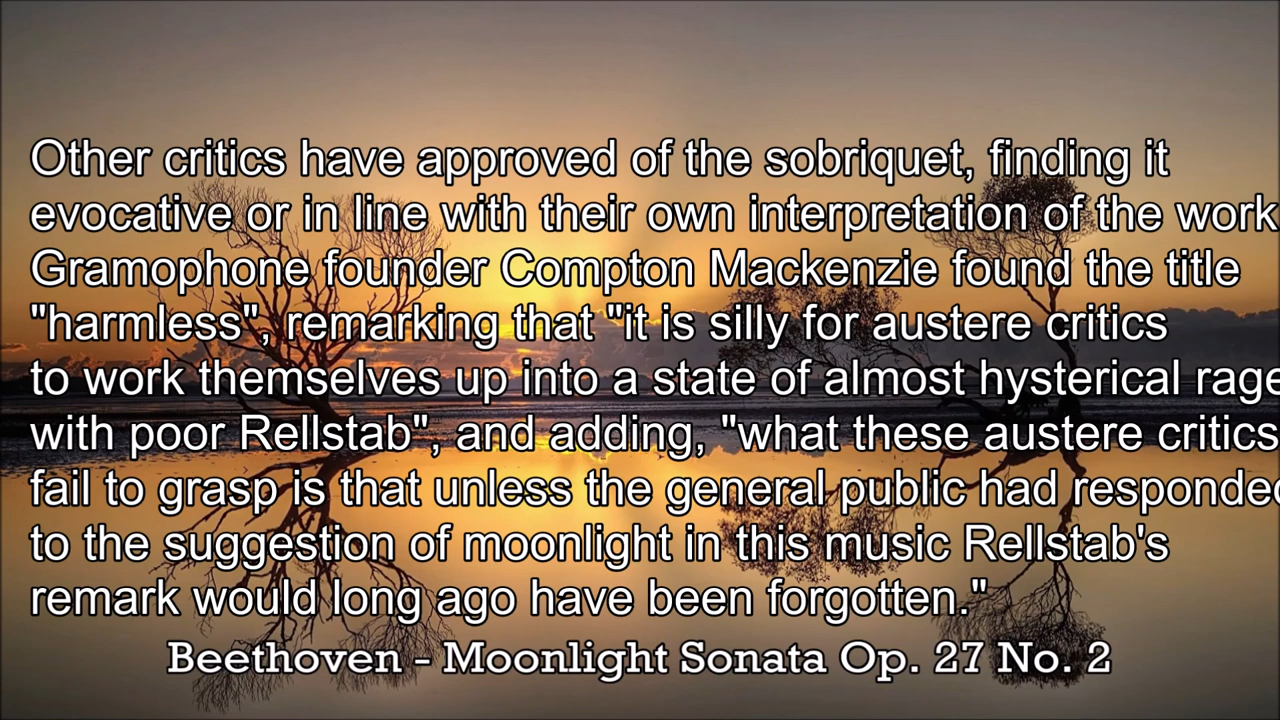 Other critics have approved of the sobriquet, finding it
evocative or in line with their own interpretation of the work
Gramophone founder Compton Mackenzie found the title
"harmless", remarking that "it is silly for austere critics
to work themselves up into a state of almost hysterical rage
with poor Rellstab", and adding, "what these austere critics
fail to grasp is that unless the general public had responded
to the suggestion of moonlight in this music Rellstab's
remark would long ago have been forgotten."
Beethoven - Moonlight Sonata Op. 27 No. 2